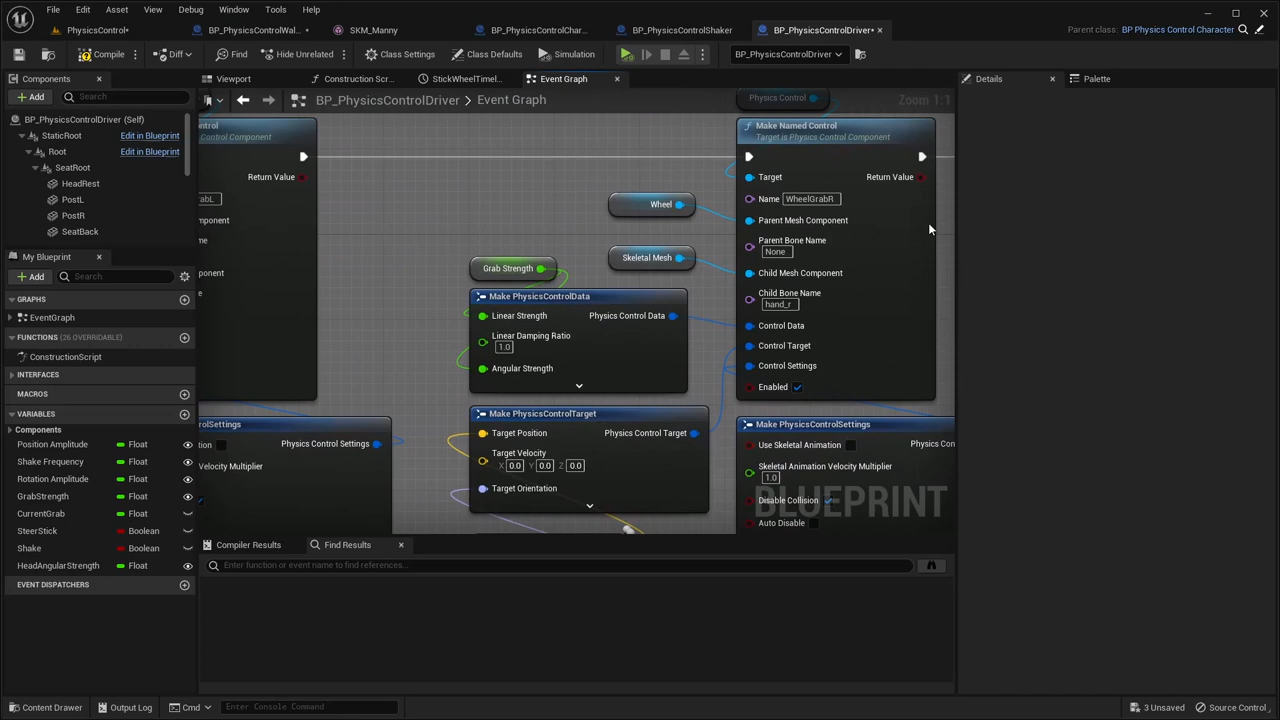 File Edit Asset View Debug Window Tools Help
PhysicsControl• BP_PhysicsControlWal... • SKM_Manny BP_PhysicsControlChar... BP_PhysicsControlShaker BP_PhysicsControlDriver• × Parent class: BP Physics Control Character
Compile Diff Find Hide Unrelated Class Settings Class Defaults Simulation BP_PhysicsControlDriver
Components × Viewport Construction Scr... StickWheelTimel... Event Graph × Details × Palette
+ Add Search BP_PhysicsControlDriver > Event Graph Zoom 1:1
BP_PhysicsControlDriver (Self)
StaticRoot Edit in Blueprint
Root Edit in Blueprint
SeatRoot
HeadRest
PostL
PostR
SeatBack
My Blueprint ×
+ Add Search
GRAPHS
EventGraph
FUNCTIONS (26 OVERRIDABLE)
ConstructionScript
INTERFACES
MACROS
VARIABLES
Components
Position Amplitude Float
Shake Frequency Float
Rotation Amplitude Float
GrabStrength Float
CurrentGrab Float
SteerStick Boolean
Shake Boolean
HeadAngularStrength Float
EVENT DISPATCHERS
ontrol
Control Component
Return Value
rabL
omponent
me
omponent
e
olSettings
on Physics Control Settings
Velocity Multiplier
Wheel
Skeletal Mesh
Grab Strength
Make PhysicsControlData
Linear Strength Physics Control Data
Linear Damping Ratio
1.0
Angular Strength
Make PhysicsControlTarget
Target Position Physics Control Target
Target Velocity
X 0.0 Y 0.0 Z 0.0
Target Orientation
Physics Control
Make Named Control
Target is Physics Control Component
Target Return Value
Name WheelGrabR
Parent Mesh Component
Parent Bone Name
None
Child Mesh Component
Child Bone Name
hand_r
Control Data
Control Target
Control Settings
Enabled
Make PhysicsControlSettings
Use Skeletal Animation Physics Con
Skeletal Animation Velocity Multiplier
1.0
Disable Collision
Auto Disable
BLUEPRINT
Compiler Results Find Results ×
Enter function or event name to find references...
Content Drawer Output Log Cmd Enter Console Command 3 Unsaved Source Control